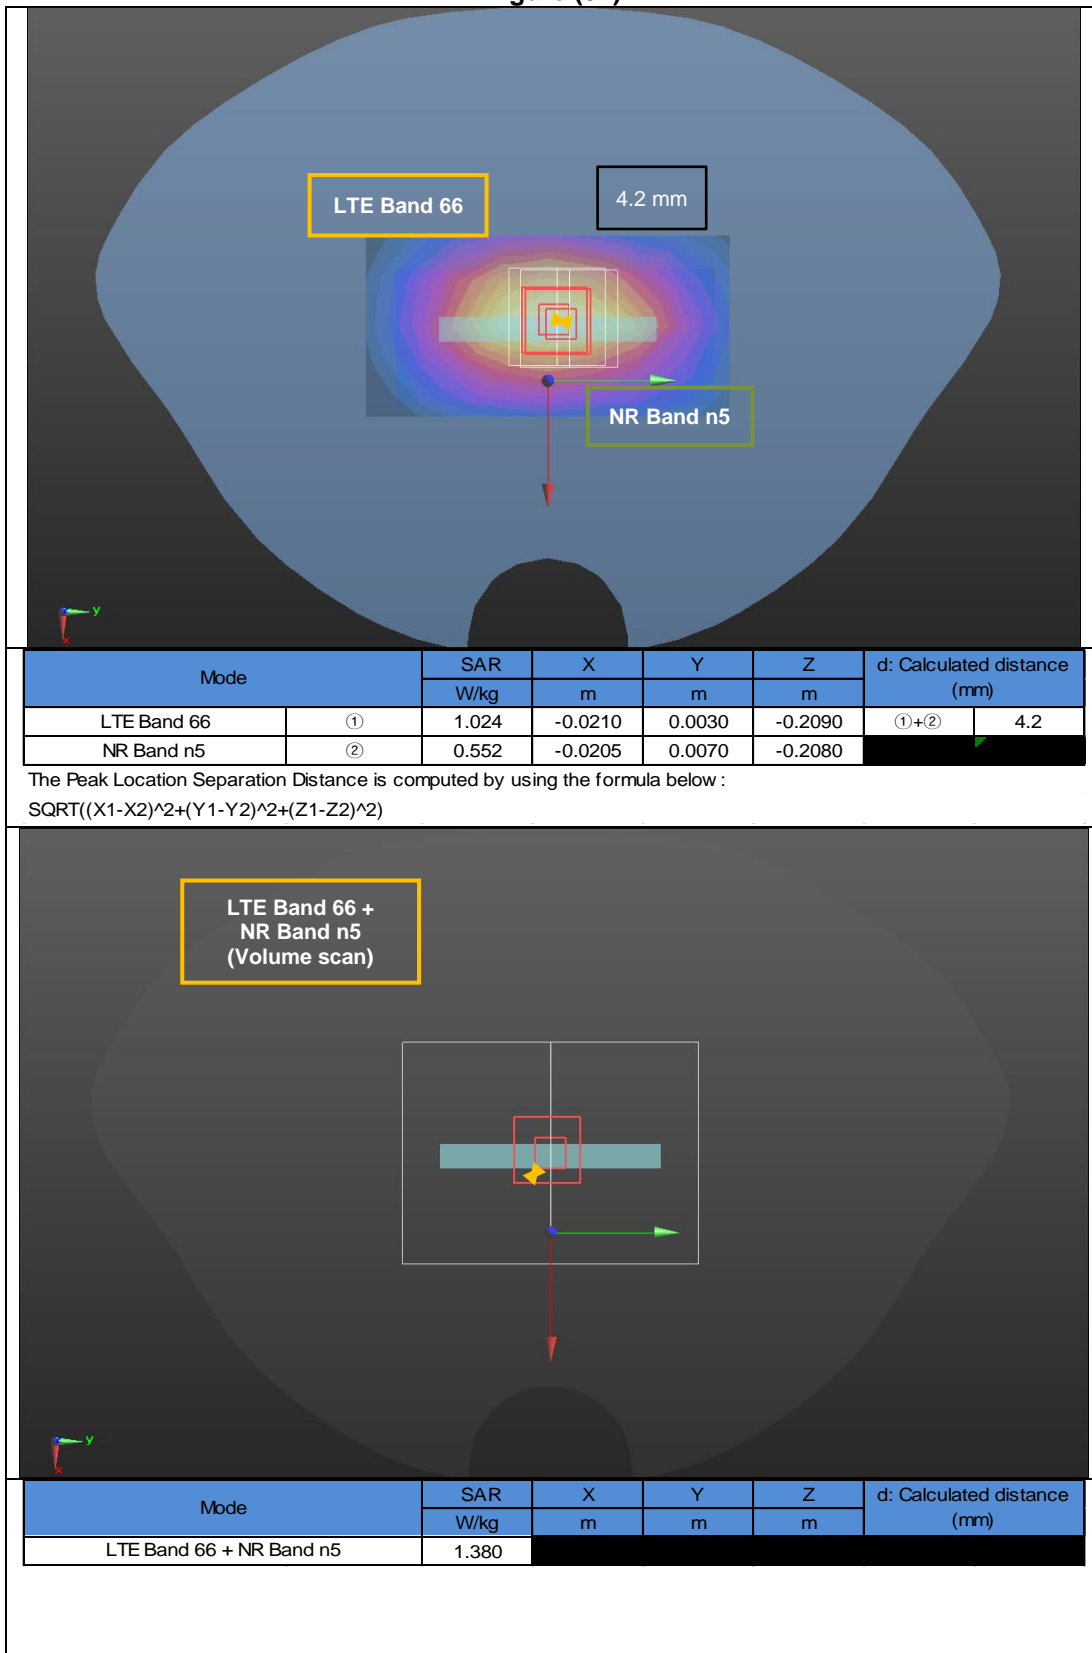 LTE Band 66
4.2 mm
NR Band n5
y
x
Mode SAR X Y Z d: Calculated distance (mm)
W/kg m m m
LTE Band 66 ① 1.024 -0.0210 0.0030 -0.2090 ①+② 4.2
NR Band n5 ② 0.552 -0.0205 0.0070 -0.2080
The Peak Location Separation Distance is computed by using the formula below :
SQRT((X1-X2)^2+(Y1-Y2)^2+(Z1-Z2)^2)
LTE Band 66 +
NR Band n5
(Volume scan)
y
x
Mode SAR X Y Z d: Calculated distance (mm)
W/kg m m m
LTE Band 66 + NR Band n5 1.380